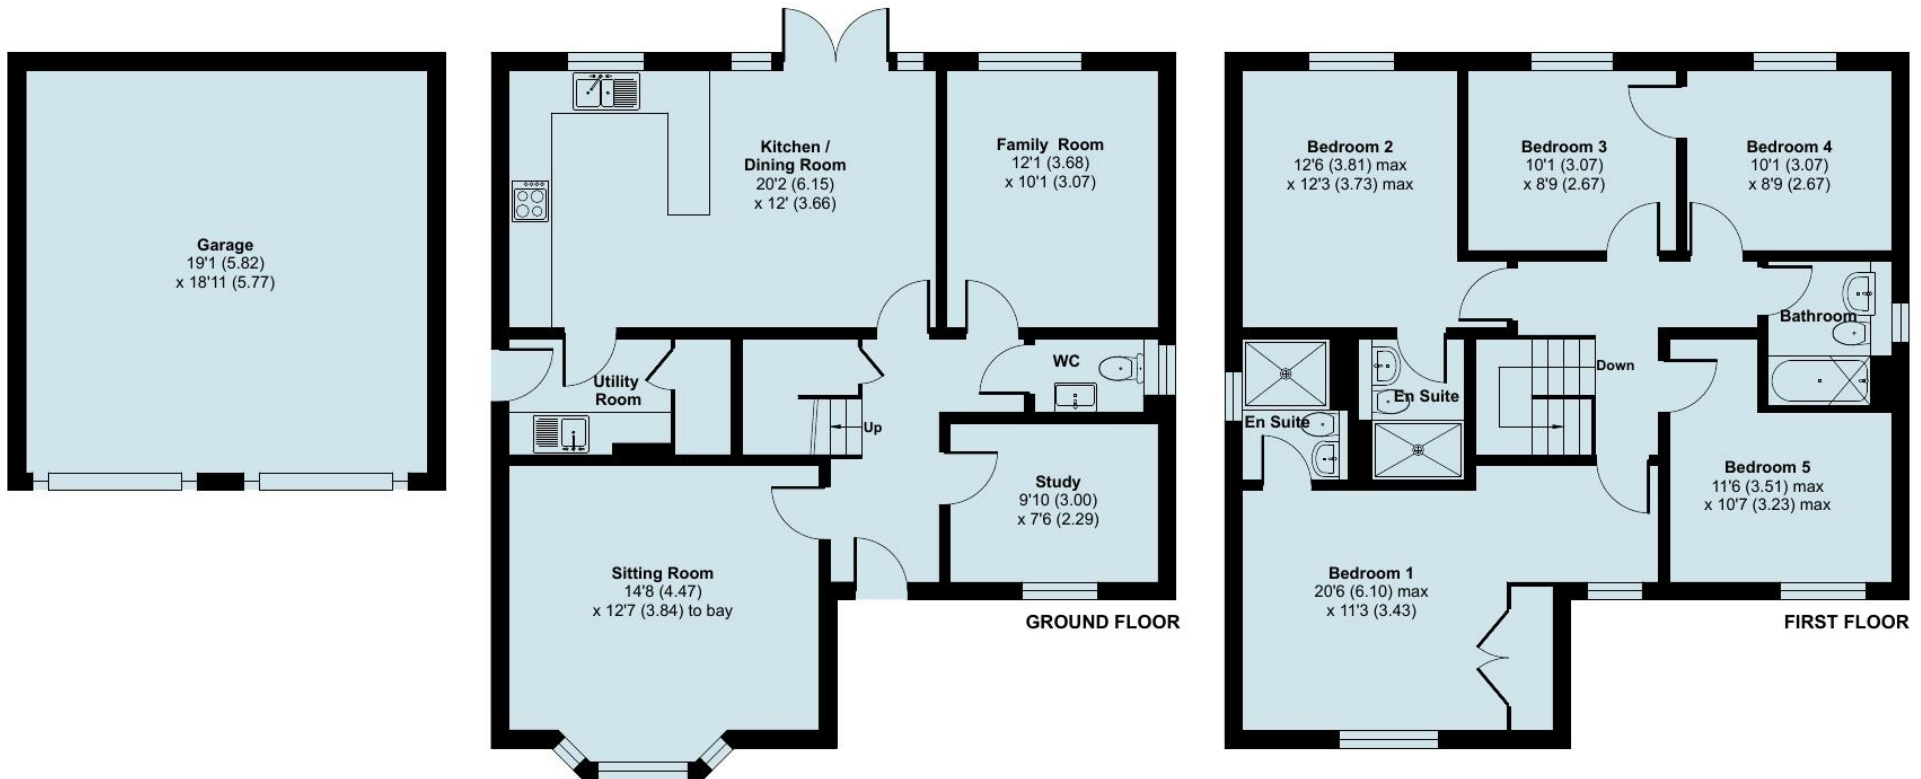 Garage
19'1 (5.82)
x 18'11 (5.77)
Kitchen /
Dining Room
20'2 (6.15)
x 12' (3.66)
Family Room
12'1 (3.68)
x 10'1 (3.07)
Utility
Room
WC
Up
Study
9'10 (3.00)
x 7'6 (2.29)
Sitting Room
14'8 (4.47)
x 12'7 (3.84) to bay
GROUND FLOOR
Bedroom 2
12'6 (3.81) max
x 12'3 (3.73) max
Bedroom 3
10'1 (3.07)
x 8'9 (2.67)
Bedroom 4
10'1 (3.07)
x 8'9 (2.67)
Bathroom
Down
En Suite
En Suite
Bedroom 5
11'6 (3.51) max
x 10'7 (3.23) max
Bedroom 1
20'6 (6.10) max
x 11'3 (3.43)
FIRST FLOOR